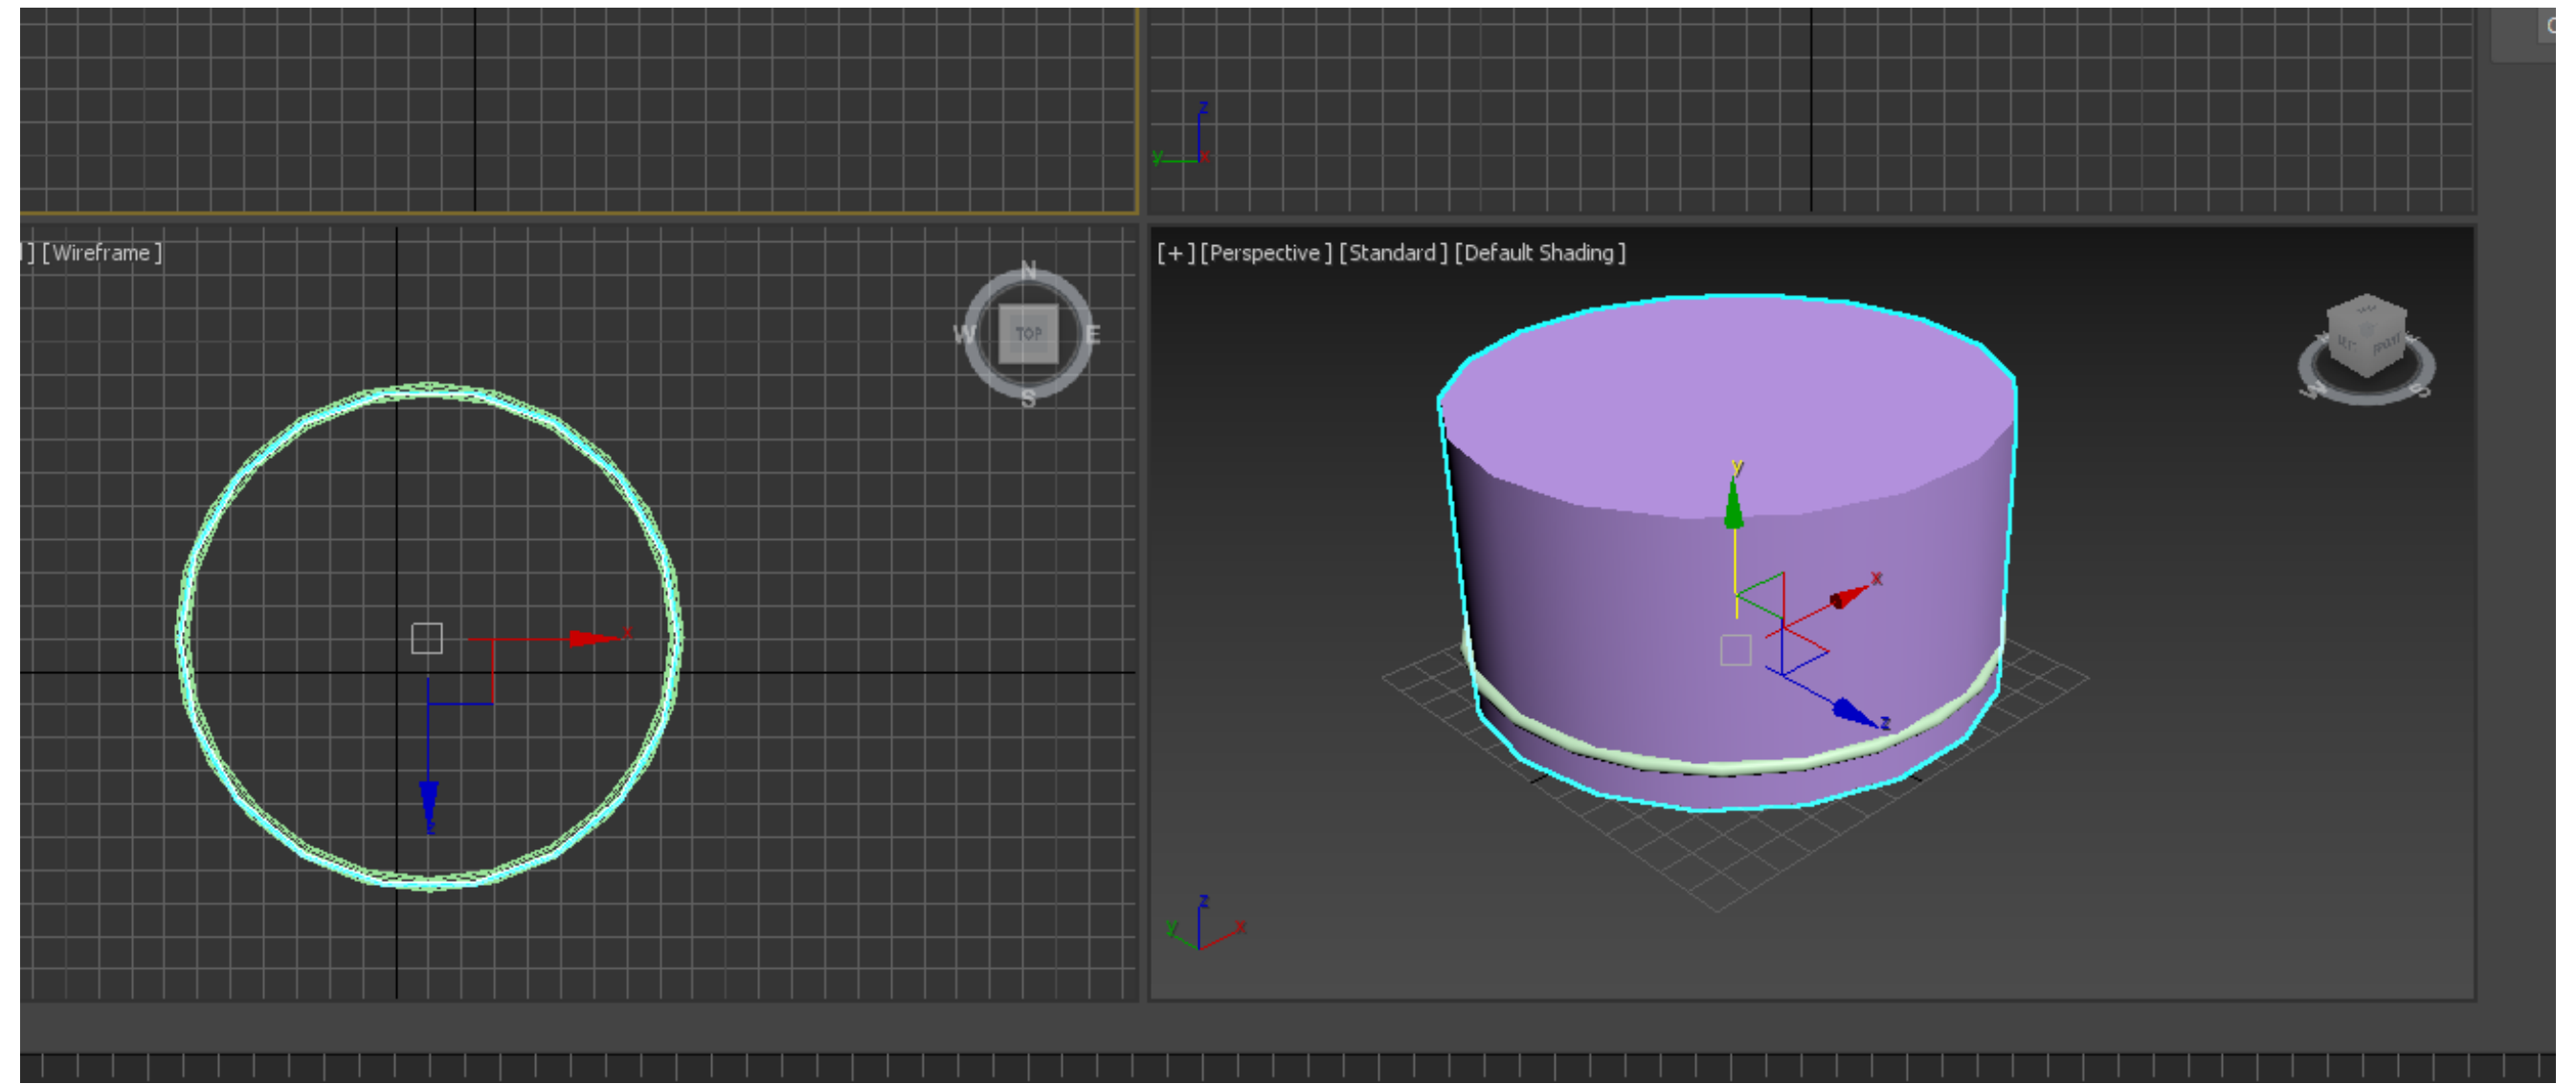 z
y x
] [Wireframe ]
N
W TOP E
S
x
z
[+] [Perspective ] [Standard ] [Default Shading ]
y
x
z
z
y x